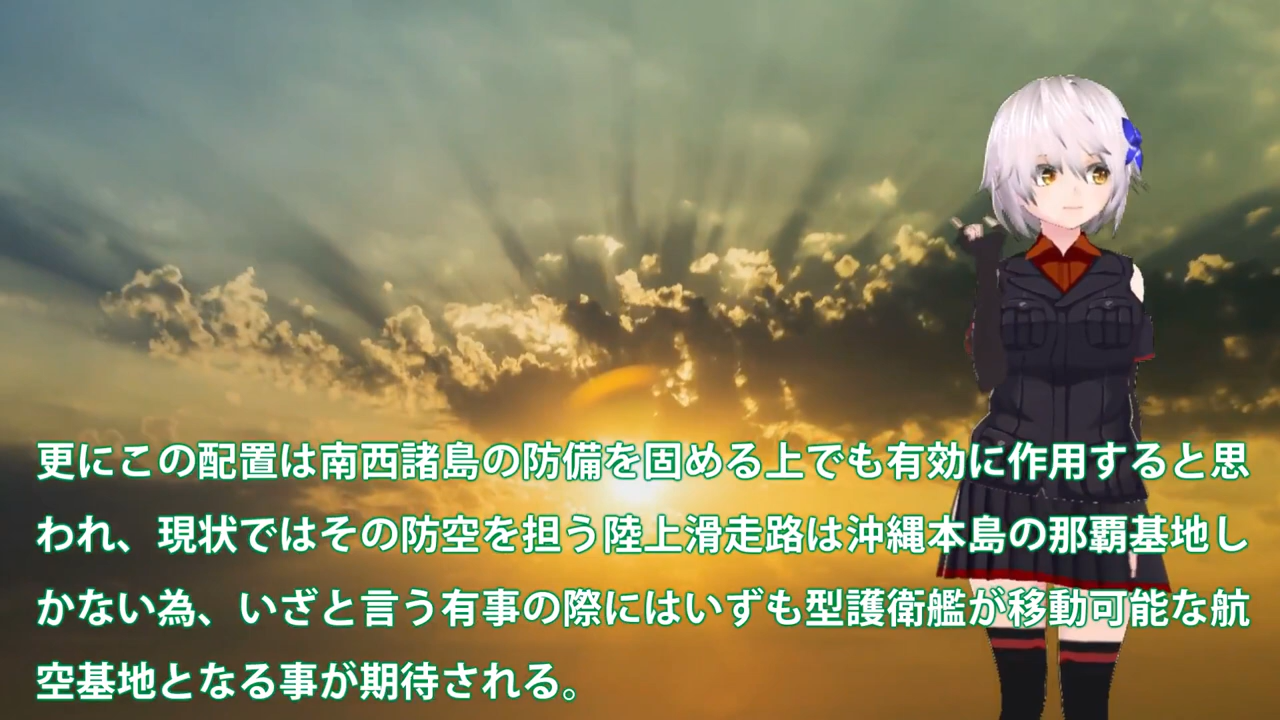 更にこの配置は南西諸島の防備を固める上でも有効に作用すると思
われ、現状ではその防空を担う陸上滑走路は沖縄本島の那覇基地し
かない為、いざと言う有事の際にはいずも型護衛艦が移動可能な航
空基地となる事が期待される。